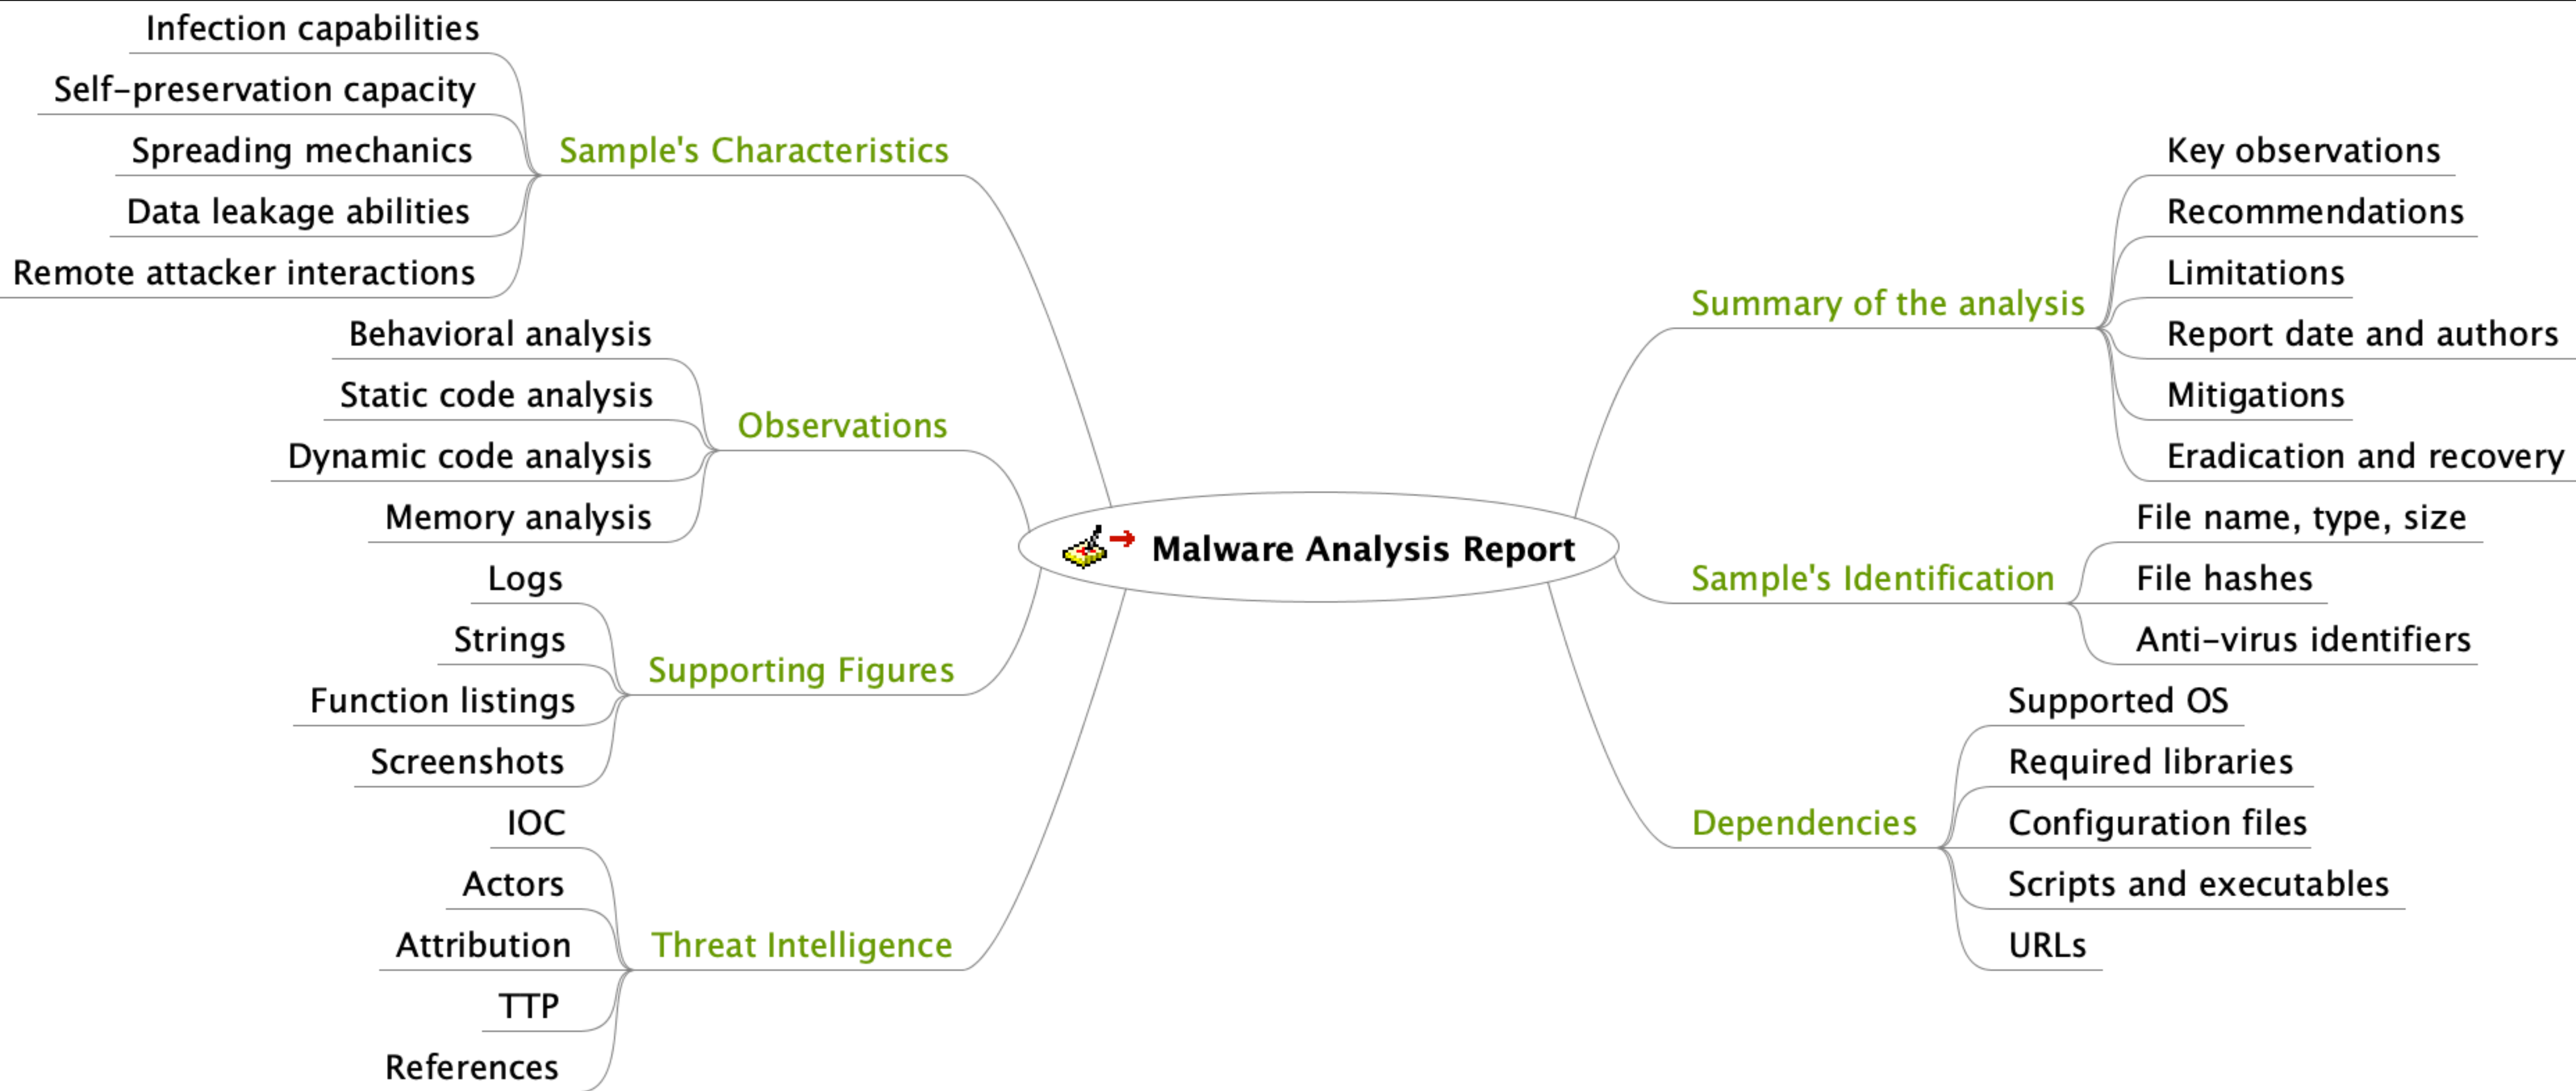 Infection capabilities
Self-preservation capacity
Spreading mechanics
Data leakage abilities
Remote attacker interactions
Sample's Characteristics
Behavioral analysis
Static code analysis
Dynamic code analysis
Memory analysis
Observations
Logs
Strings
Function listings
Screenshots
Supporting Figures
IOC
Actors
Attribution
TTP
References
Threat Intelligence
Malware Analysis Report
Summary of the analysis
Key observations
Recommendations
Limitations
Report date and authors
Mitigations
Eradication and recovery
Sample's Identification
File name, type, size
File hashes
Anti-virus identifiers
Dependencies
Supported OS
Required libraries
Configuration files
Scripts and executables
URLs